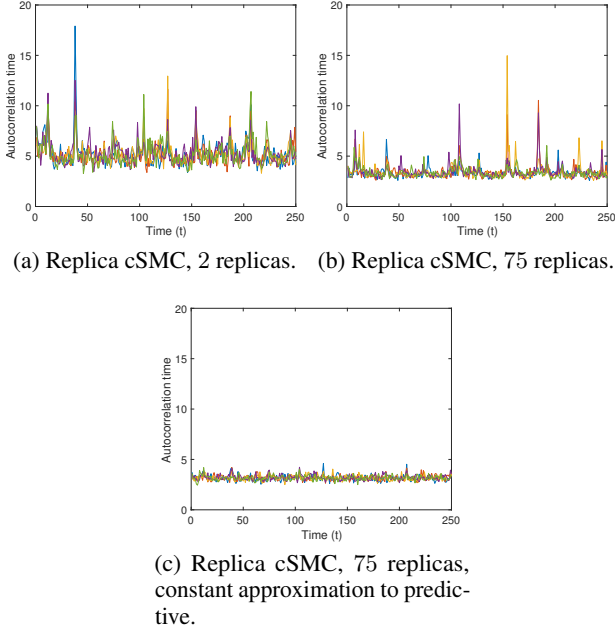 20
15
10
5
0
Autocorrelation time
0 50 100 150 200 250
Time (t)
20
15
10
5
0
Autocorrelation time
0 50 100 150 200 250
Time (t)
(a) Replica cSMC, 2 replicas.
(b) Replica cSMC, 75 replicas.
20
15
10
5
0
Autocorrelation time
0 50 100 150 200 250
Time (t)
(c) Replica cSMC, 75 replicas,
constant approximation to predic-
tive.